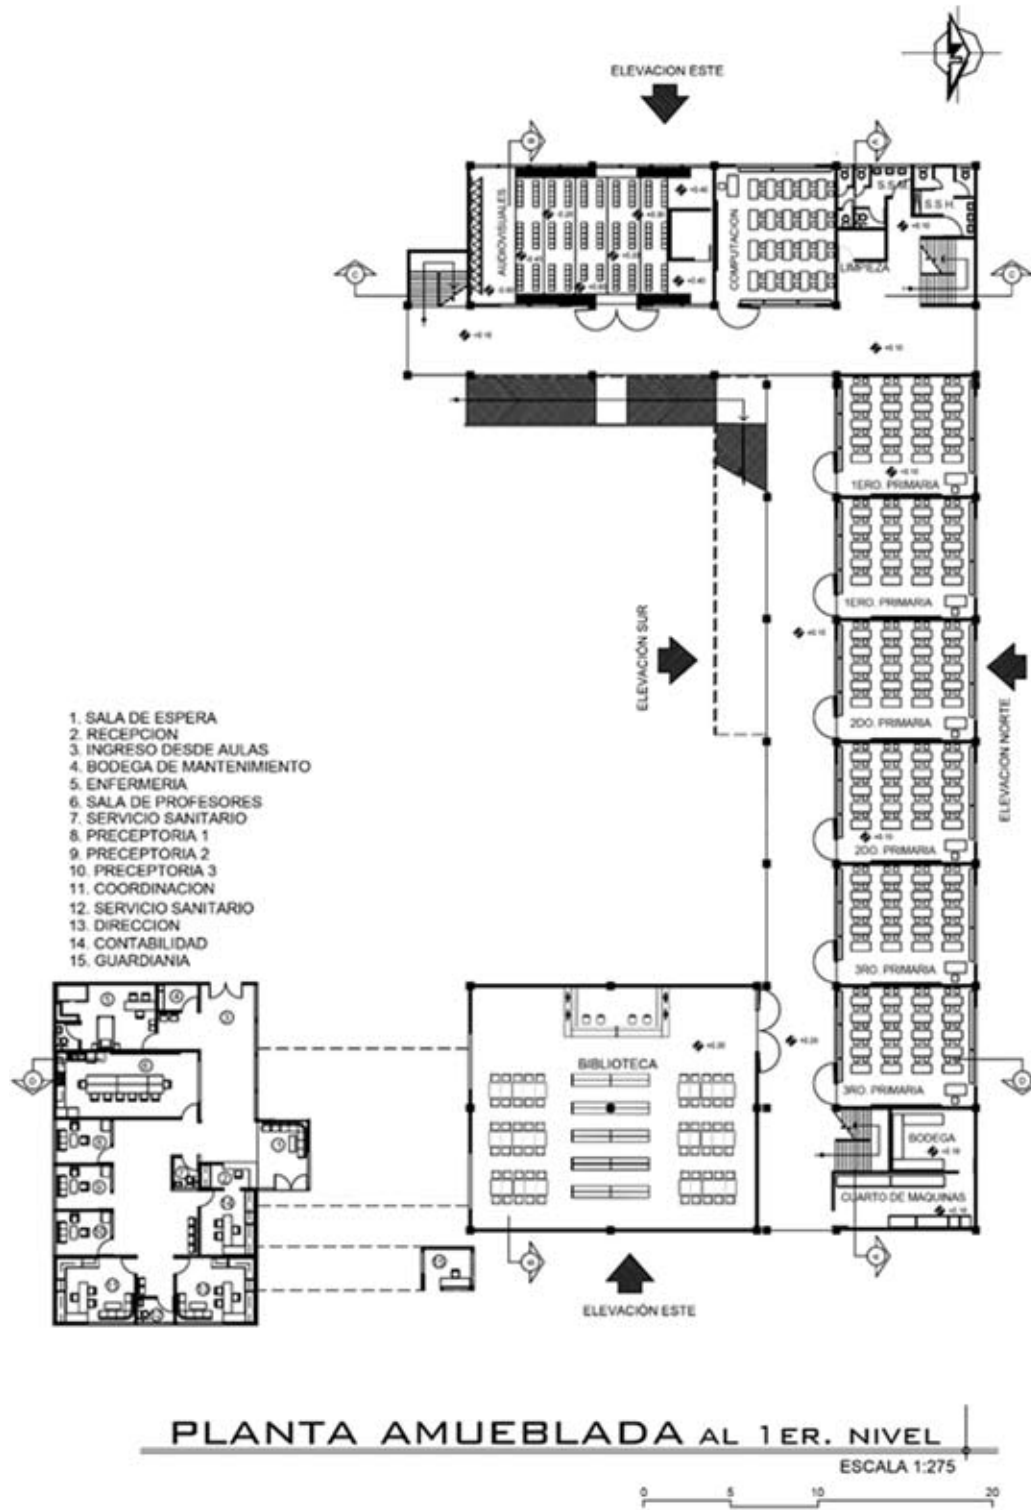 ELEVACION ESTE
AUDIOVISUALES
COMPUTACION
S.S.M.
S.S.H.
LIMPIEZA
+0.10
+0.10
1ERO. PRIMARIA
1ERO. PRIMARIA
ELEVACIÓN SUR
2DO. PRIMARIA
ELEVACION NORTE
2DO. PRIMARIA
3RO. PRIMARIA
3RO. PRIMARIA
1. SALA DE ESPERA
2. RECEPCION
3. INGRESO DESDE AULAS
4. BODEGA DE MANTENIMIENTO
5. ENFERMERIA
6. SALA DE PROFESORES
7. SERVICIO SANITARIO
8. PRECEPTORIA 1
9. PRECEPTORIA 2
10. PRECEPTORIA 3
11. COORDINACION
12. SERVICIO SANITARIO
13. DIRECCION
14. CONTABILIDAD
15. GUARDIANIA
BIBLIOTECA
BODEGA
CUARTO DE MAQUINAS
ELEVACIÓN ESTE
PLANTA AMUEBLADA AL 1ER. NIVEL
ESCALA 1:275
0 5 10 20